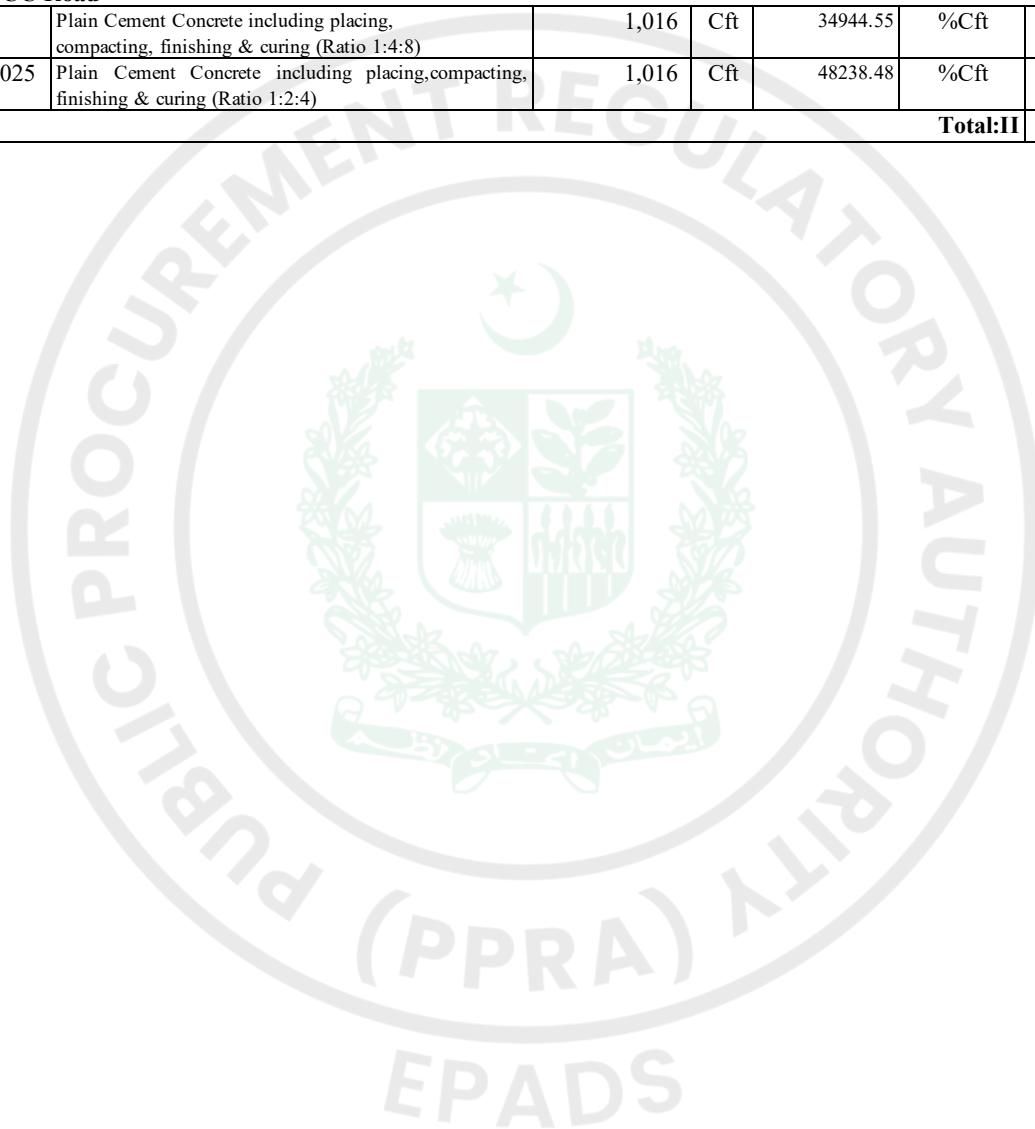 Plain Cement Concrete including placing, 1,016 Cft 34944.55 %Cft
compacting, finishing & curing (Ratio 1:4:8)
025 Plain Cement Concrete including placing,compacting, 1,016 Cft 48238.48 %Cft
finishing & curing (Ratio 1:2:4)
Total:II
PUBLIC PROCUREMENT REGULATORY AUTHORITY
(PPRA)
EPADS